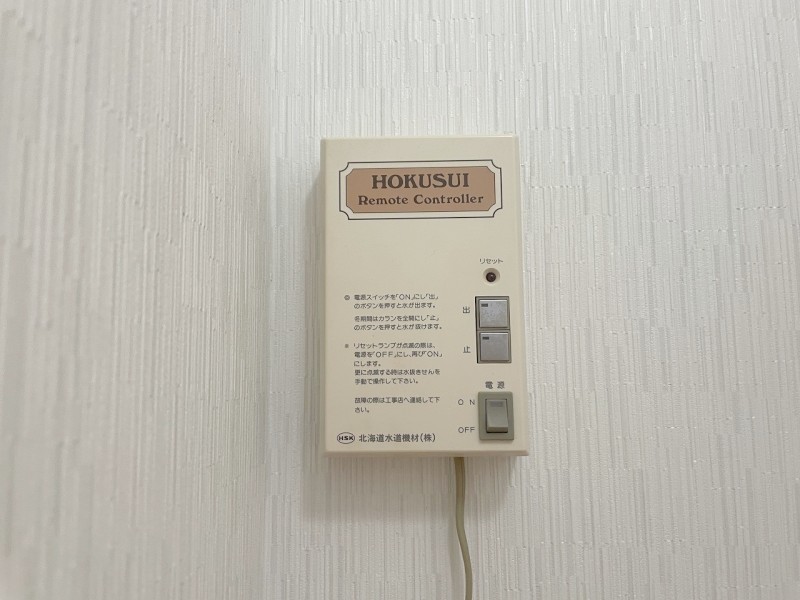 HOKUSUI
Remote Controller
リセット
◎ 電源スイッチを「ON」にし「出」
のボタンを押すと水が出ます。
冬期間はカランを全開にし「止」
のボタンを押すと水が抜けます。
＊ リセットランプが点滅の際は、
電源を「OFF」にし、再び「ON」
にします。
更に点滅する時は水抜きせんを
手動で操作して下さい。
故障の際は工事店へ連絡して下
さい。
出
止
電源
ON
OFF
HSK 北海道水道機材(株)